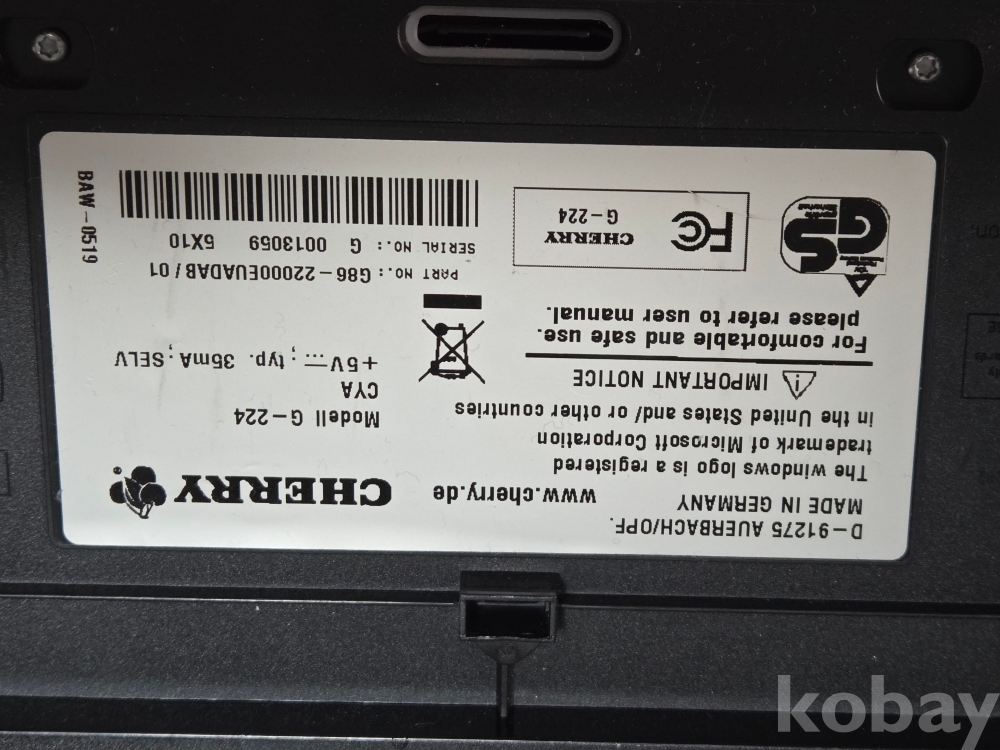 D-91275 AUERBACH/OPF.
MADE IN GERMANY
www.cherry.de
CHERRY
The windows logo is a registered
trademark of Microsoft Corporation
in the United States and/ or other countries
IMPORTANT NOTICE
For comfortable and safe use.
please refer to user manual.
Modell G-224
CYA
+5V ; typ. 35mA; SELV
PART NO.: G86-22000EUADAB/01
SERIAL NO.: G 0013059 5X10
FC
CHERRY
G-224
GS
BAW-0519
kobay